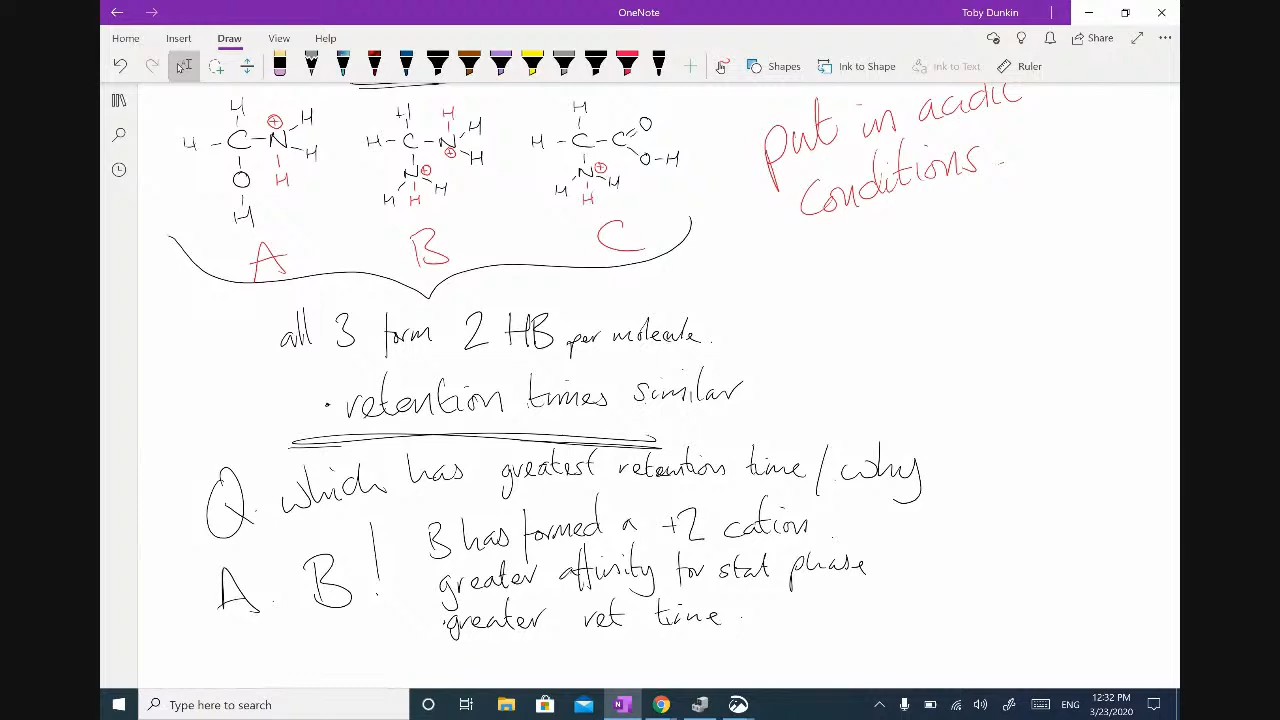 OneNote
Toby Dunkin
Home Insert Draw View Help
Share
Shapes Ink to Shape Ink to Text Ruler
put in acidic
conditions.
H H H H H
H - C - N ⊕ H - C - N H - C - C O
H H H O - H
O H N ⊕ N ⊕
H H H H H
H H H
A B C
all 3 form 2 HB per molecule.
· retention times similar
Q. which has greatest retention time / why
A. B! B has formed a +2 cation.
greater affinity for stat phase
· greater ret time.
Type here to search
ENG
12:32 PM
3/23/2020